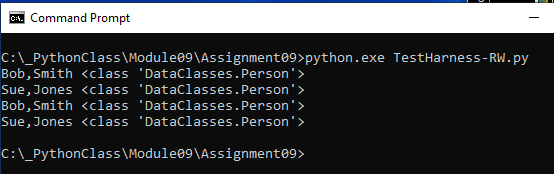 Command Prompt
C:\_PythonClass\Module09\Assignment09>python.exe TestHarness-RW.py
Bob,Smith <class 'DataClasses.Person'>
Sue,Jones <class 'DataClasses.Person'>
Bob,Smith <class 'DataClasses.Person'>
Sue,Jones <class 'DataClasses.Person'>
C:\_PythonClass\Module09\Assignment09>